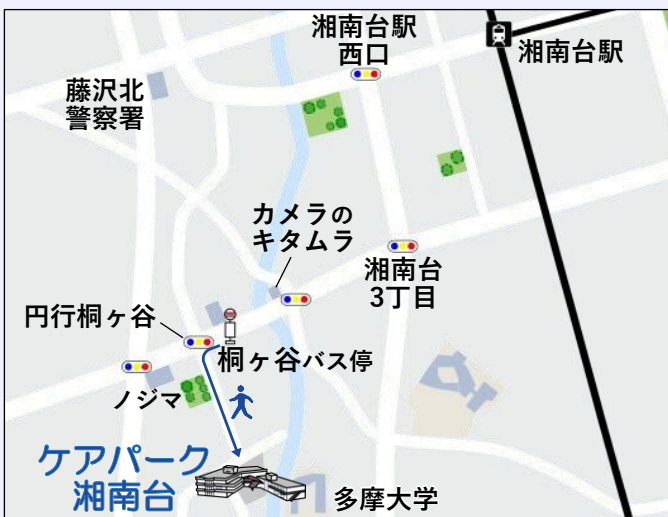 湘南台駅
西口
湘南台駅
藤沢北
警察署
カメラの
キタムラ
湘南台
3丁目
円行桐ヶ谷
桐ヶ谷バス停
ノジマ
ケアパーク
湘南台
多摩大学